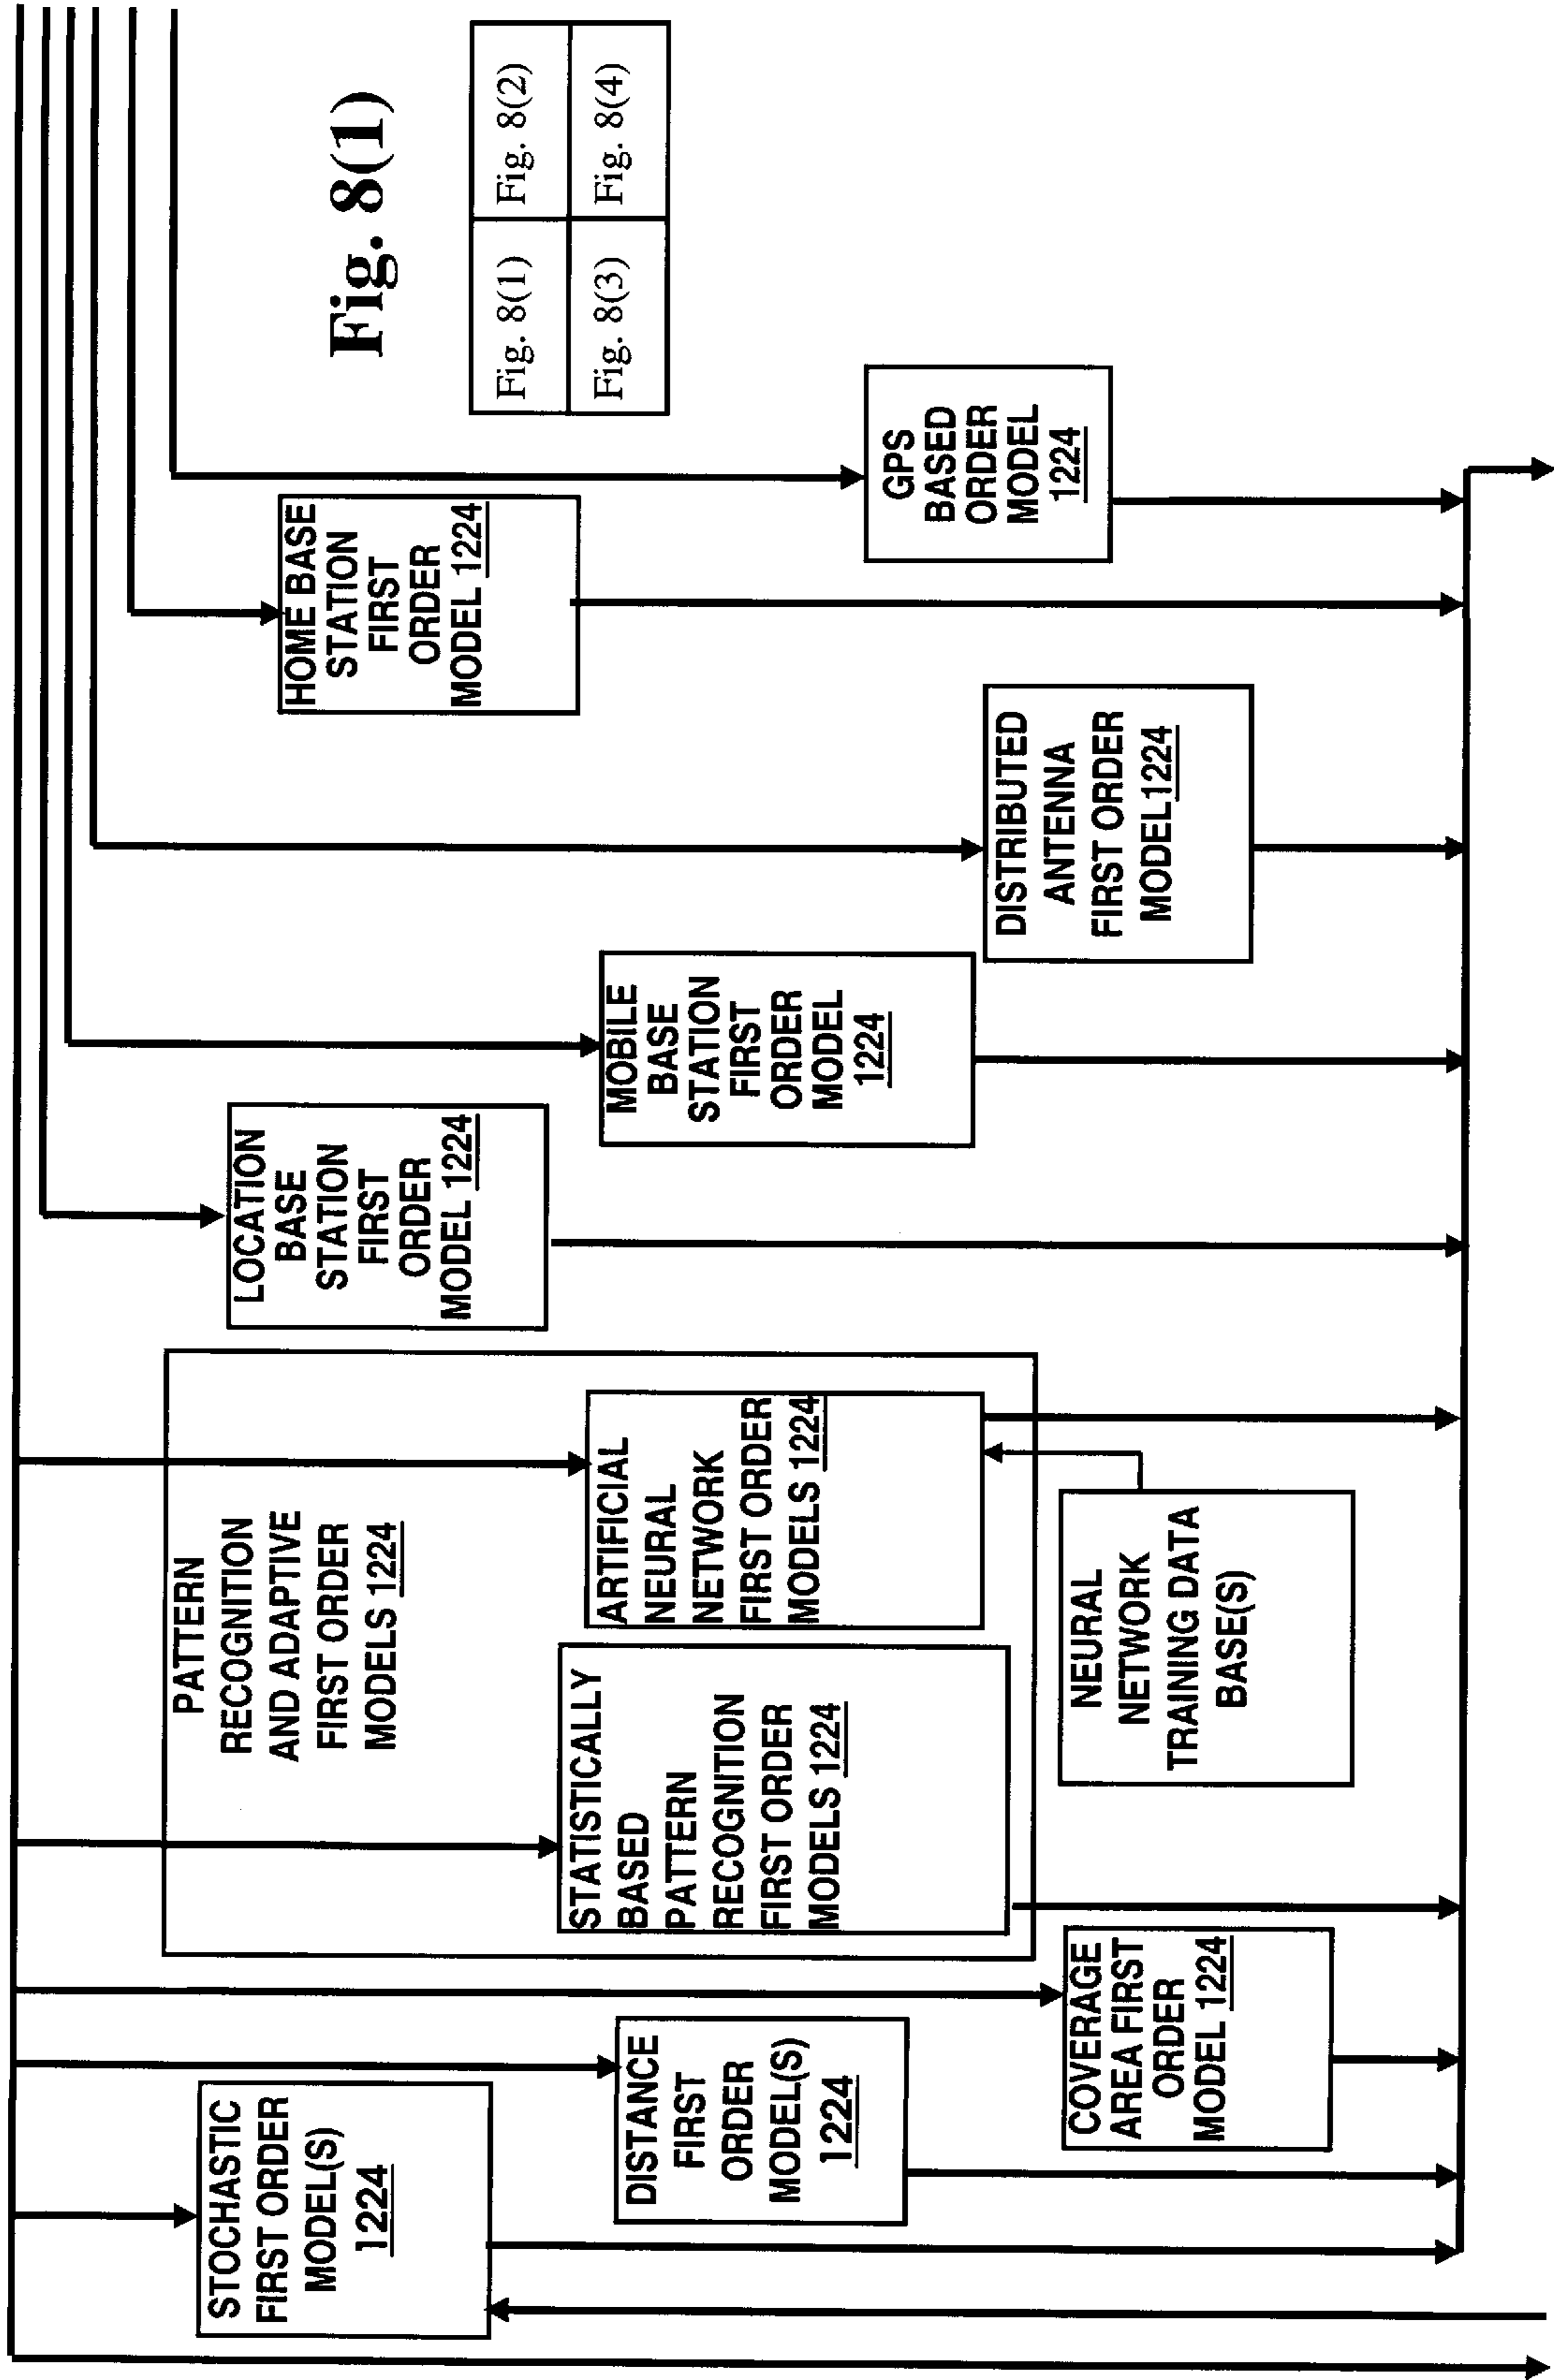 Fig. 8(1)
Fig. 8(1)
Fig. 8(2)
Fig. 8(3)
Fig. 8(4)
STOCHASTIC
FIRST ORDER
MODEL(S)
1224
DISTANCE
FIRST
ORDER
MODEL(S)
1224
COVERAGE
AREA FIRST
ORDER
MODEL 1224
PATTERN
RECOGNITION
AND ADAPTIVE
FIRST ORDER
MODELS 1224
STATISTICALLY
BASED
PATTERN
RECOGNITION
FIRST ORDER
MODELS 1224
ARTIFICIAL
NEURAL
NETWORK
FIRST ORDER
MODELS 1224
NEURAL
NETWORK
TRAINING DATA
BASE(S)
LOCATION
BASE
STATION
FIRST
ORDER
MODEL 1224
MOBILE
BASE
STATION
FIRST
ORDER
MODEL
1224
DISTRIBUTED
ANTENNA
FIRST ORDER
MODEL1224
HOME BASE
STATION
FIRST
ORDER
MODEL 1224
GPS
BASED
ORDER
MODEL
1224